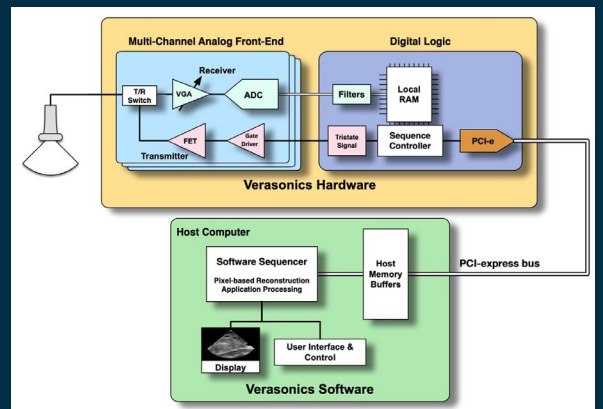 Multi-Channel Analog Front-End
Digital Logic
Receiver
T/R
Switch
VGA
ADC
Filters
Local
RAM
FET
Gate
Driver
Tristate
Signal
Sequence
Controller
PCI-e
Transmitter
Verasonics Hardware
Host Computer
Software Sequencer
Pixel-based Reconstruction
Application Processing
Host
Memory
Buffers
PCI-express bus
Display
User Interface &
Control
Verasonics Software